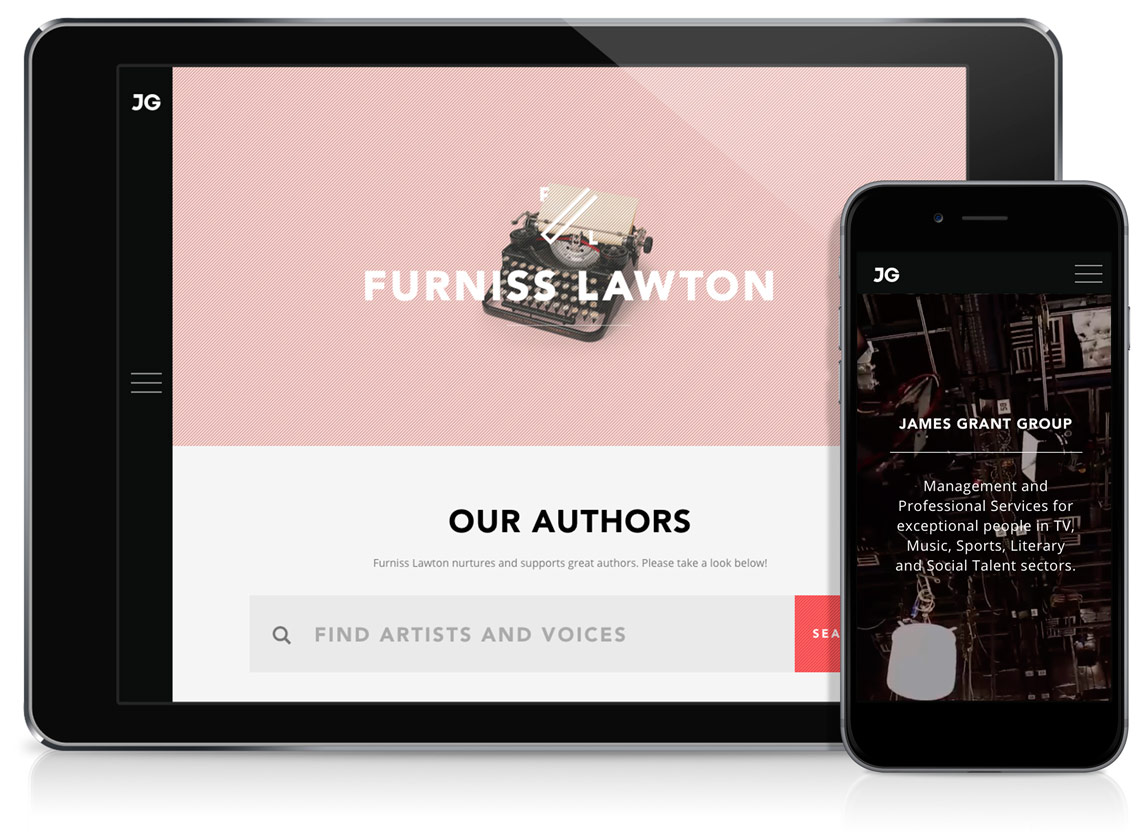 JG
F
L
FURNISS LAWTON
OUR AUTHORS
Furniss Lawton nurtures and supports great authors. Please take a look below!
FIND ARTISTS AND VOICES
SEA
JG
JAMES GRANT GROUP
Management and
Professional Services for
exceptional people in TV,
Music, Sports, Literary
and Social Talent sectors.